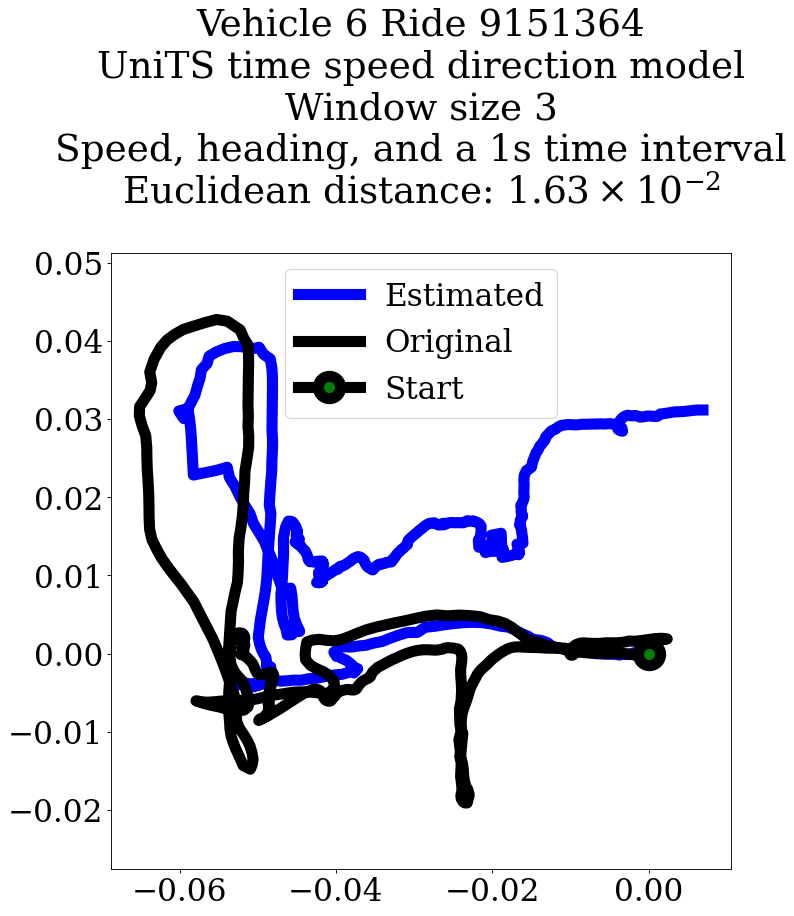 Vehicle 6 Ride 9151364
UniTS time speed direction model
Window size 3
Speed, heading, and a 1s time interval
Euclidean distance: 1.63 × 10⁻²
Estimated
Original
Start
0.05
0.04
0.03
0.02
0.01
0.00
−0.01
−0.02
−0.06
−0.04
−0.02
0.00